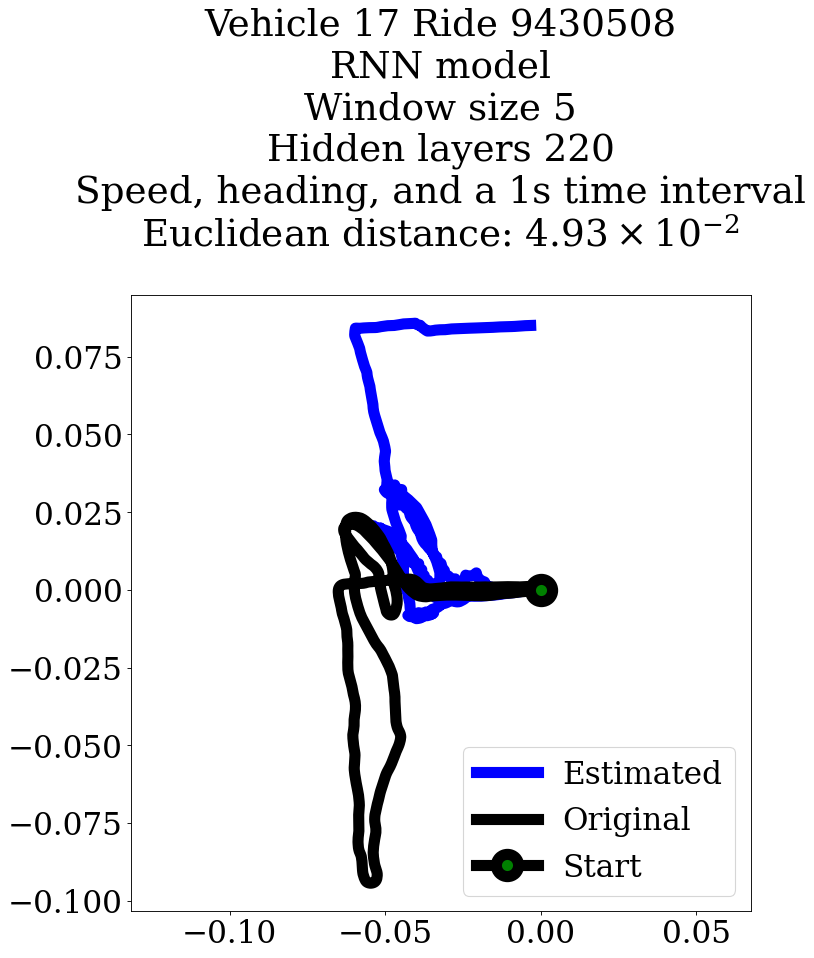 Vehicle 17 Ride 9430508
RNN model
Window size 5
Hidden layers 220
Speed, heading, and a 1s time interval
Euclidean distance: 4.93 × 10⁻²
0.075
0.050
0.025
0.000
−0.025
−0.050
−0.075
−0.100
Estimated
Original
Start
−0.10
−0.05
0.00
0.05